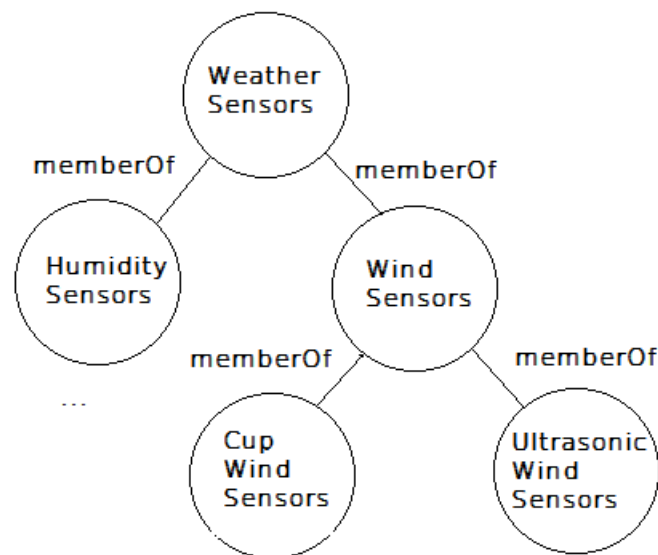 Weather
Sensors
memberOf
memberOf
Humidity
Sensors
Wind
Sensors
memberOf
memberOf
...
Cup
Wind
Sensors
Ultrasonic
Wind
Sensors